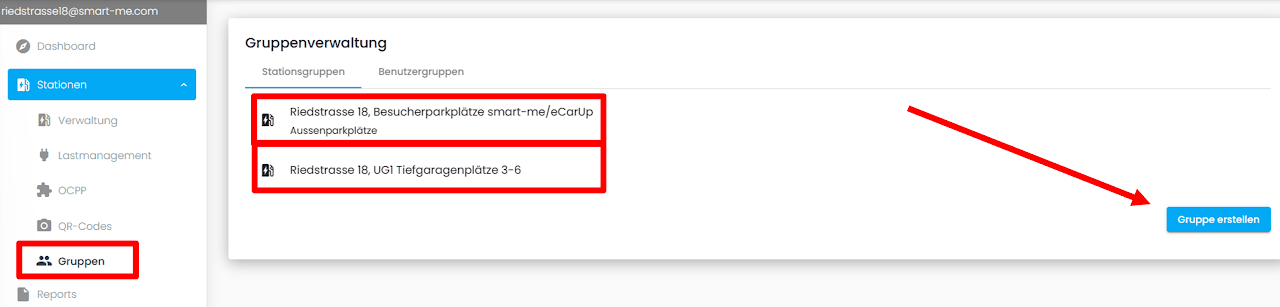 riedstrasse18@smart-me.com
Dashboard
Stationen
Verwaltung
Lastmanagement
OCPP
QR-Codes
Gruppen
Reports
Gruppenverwaltung
Stationsgruppen
Benutzergruppen
Riedstrasse 18, Besucherparkplätze smart-me/eCarUp
Aussenparkplätze
Riedstrasse 18, UG1 Tiefgaragenplätze 3-6
Gruppe erstellen